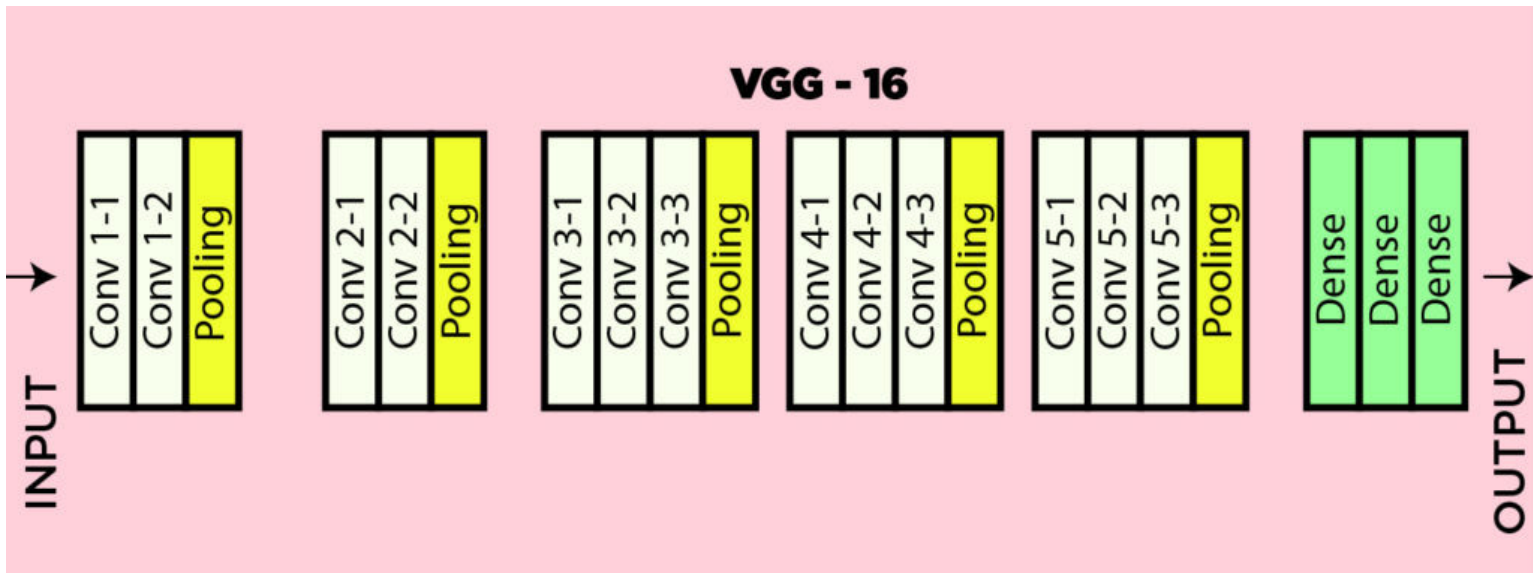 VGG - 16
INPUT
Conv 1-1
Conv 1-2
Pooling
Conv 2-1
Conv 2-2
Pooling
Conv 3-1
Conv 3-2
Conv 3-3
Pooling
Conv 4-1
Conv 4-2
Conv 4-3
Pooling
Conv 5-1
Conv 5-2
Conv 5-3
Pooling
Dense
Dense
Dense
OUTPUT